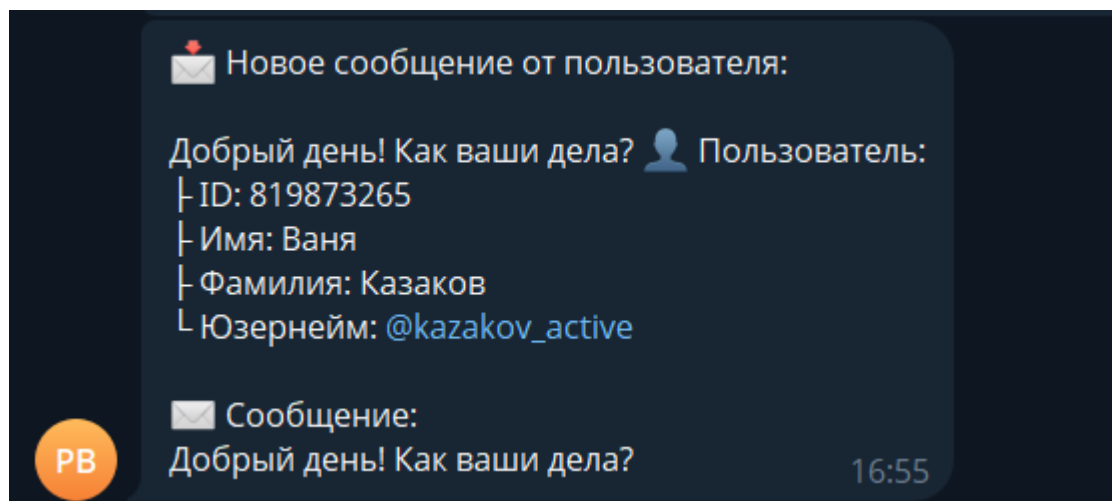 📩 Новое сообщение от пользователя:
Добрый день! Как ваши дела? 👤 Пользователь:
├ ID: 819873265
├ Имя: Ваня
├ Фамилия: Казаков
└ Юзернейм: @kazakov_active
✉️ Сообщение:
Добрый день! Как ваши дела?
PB
16:55